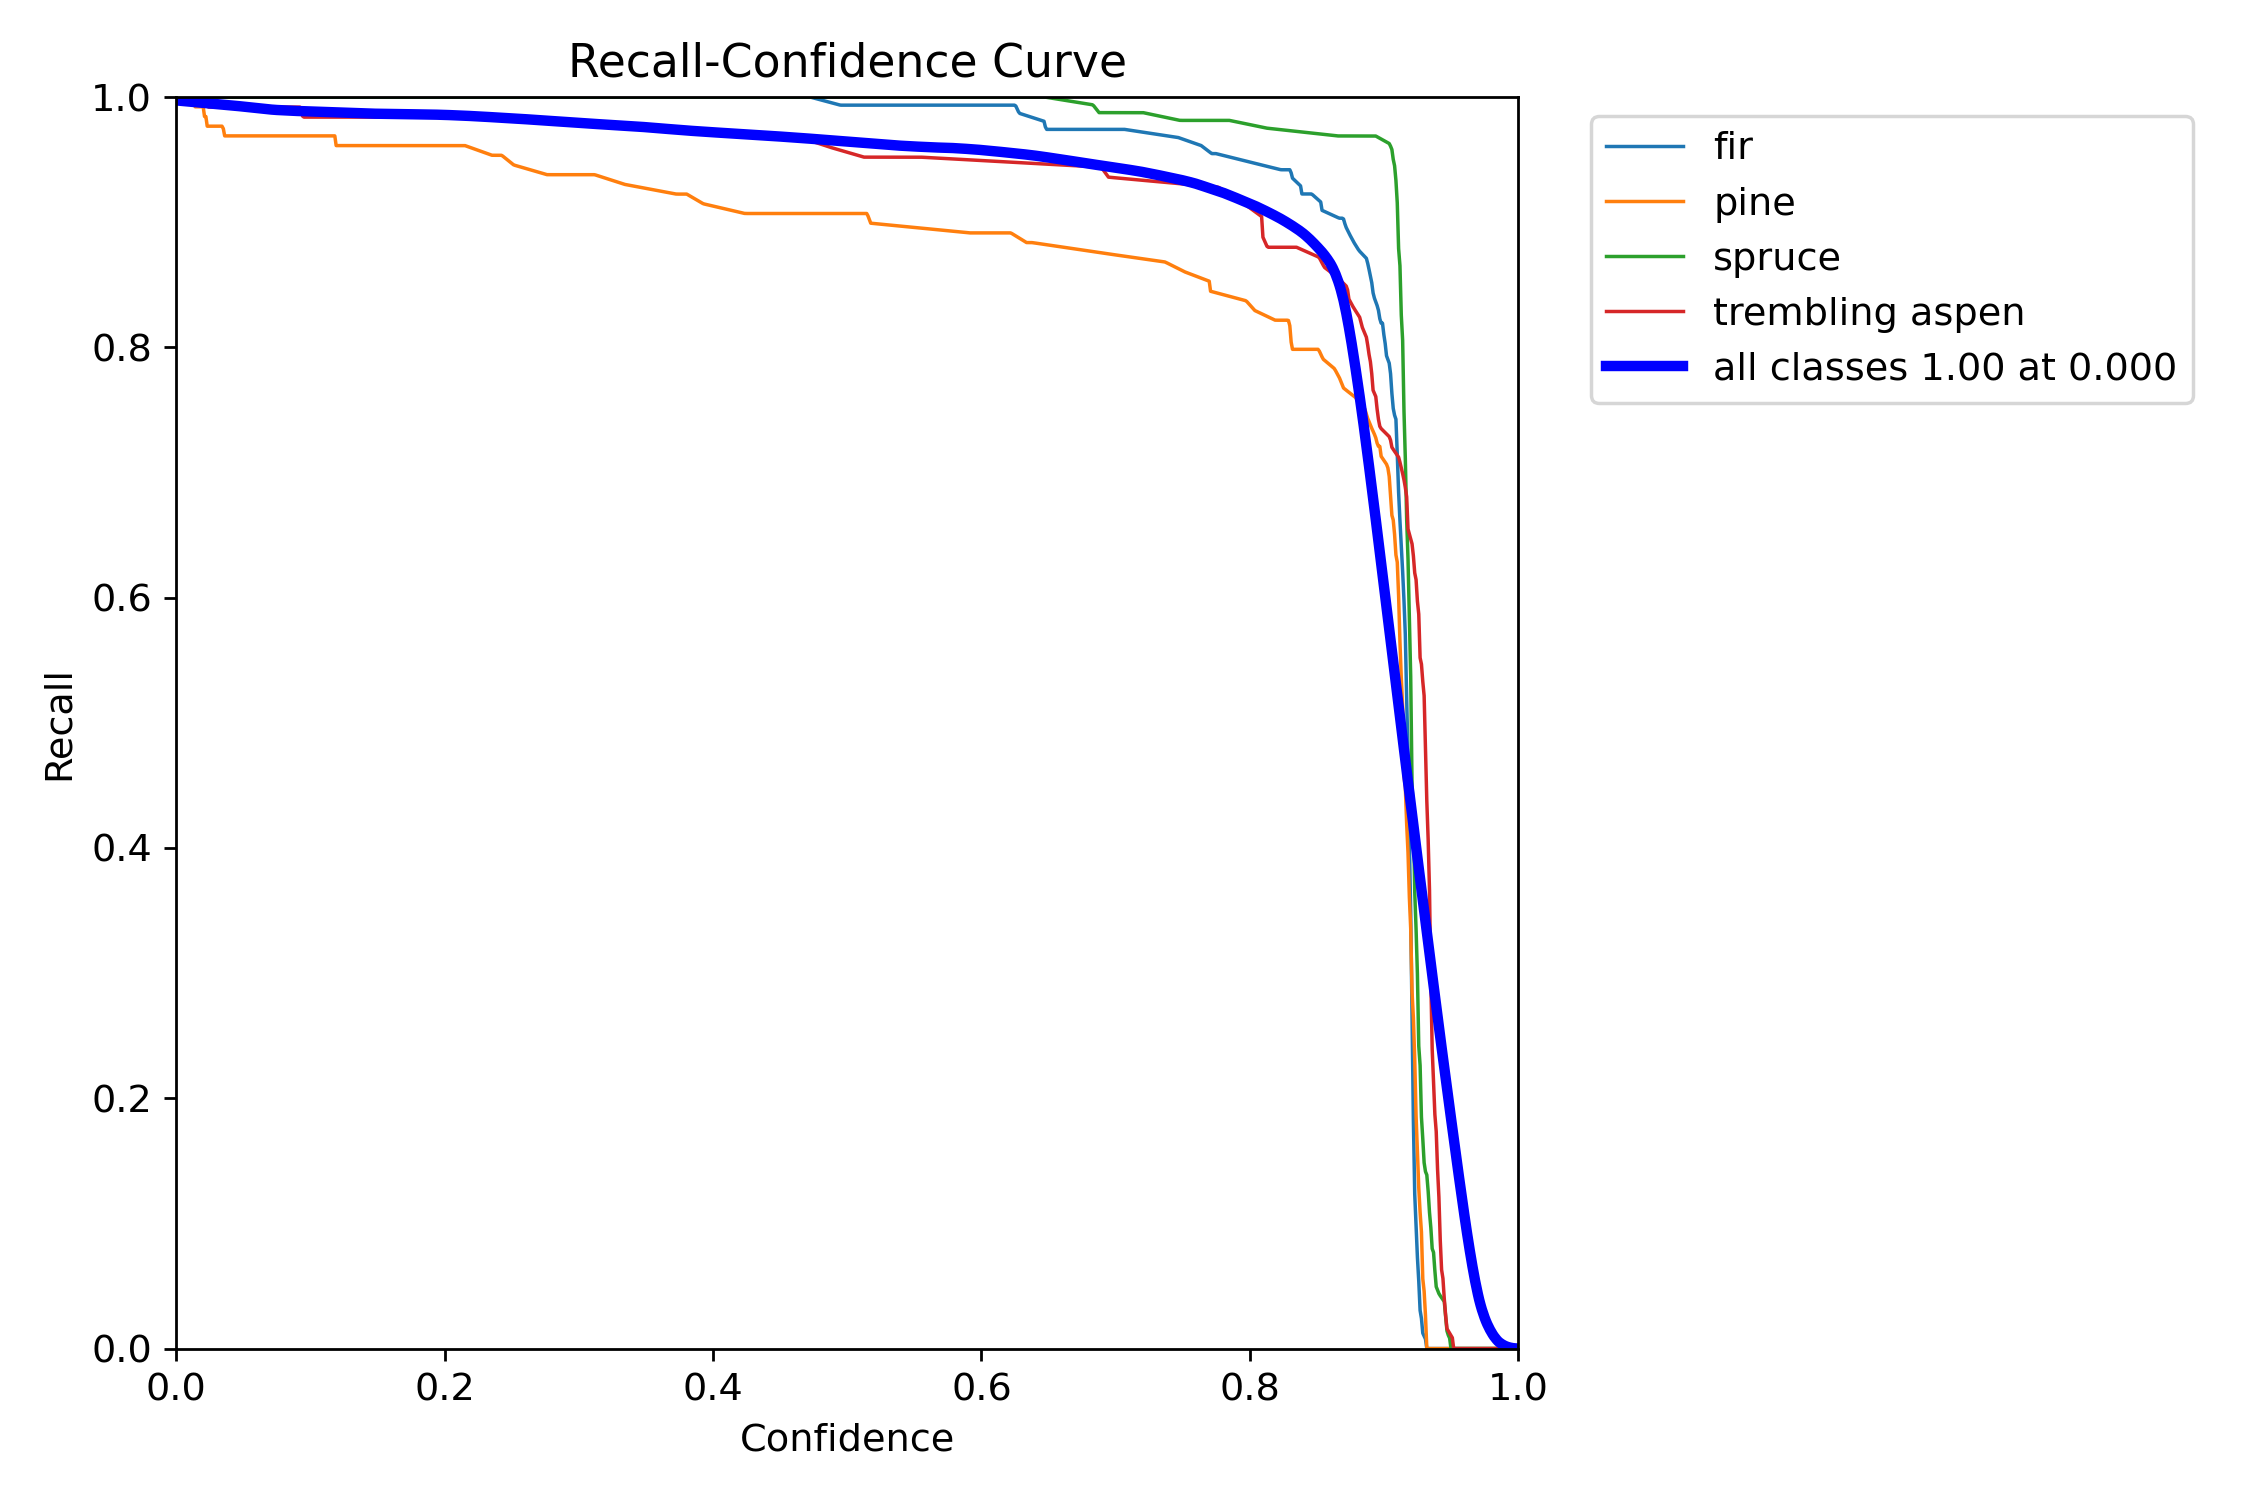 Recall-Confidence Curve
1.0
0.8
0.6
0.4
0.2
0.0
Recall
0.0 0.2 0.4 0.6 0.8 1.0
Confidence
fir
pine
spruce
trembling aspen
all classes 1.00 at 0.000